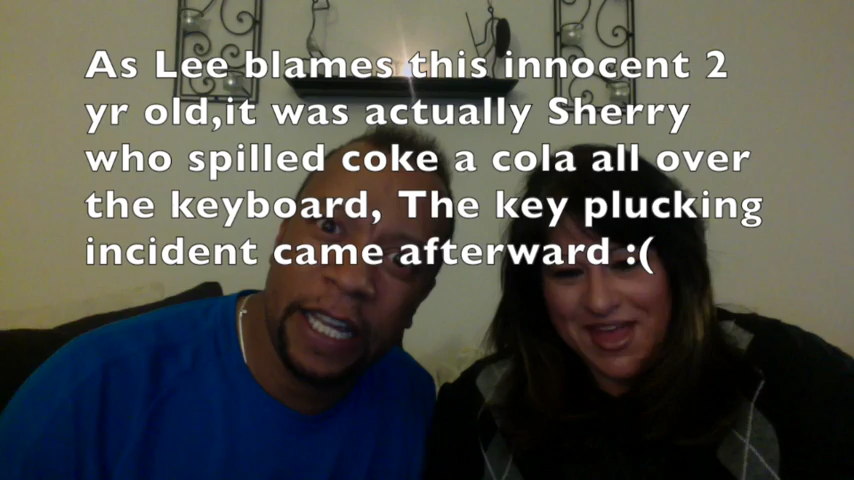 As Lee blames this innocent 2
yr old,it was actually Sherry
who spilled coke a cola all over
the keyboard, The key plucking
incident came afterward :(